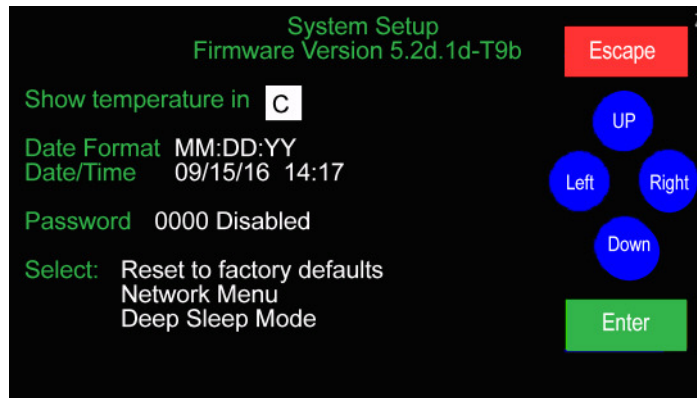 System Setup
Firmware Version 5.2d.1d-T9b
Escape
Show temperature in C
UP
Date Format MM:DD:YY
Date/Time 09/15/16 14:17
Left Right
Password 0000 Disabled
Down
Select: Reset to factory defaults
Network Menu
Deep Sleep Mode
Enter